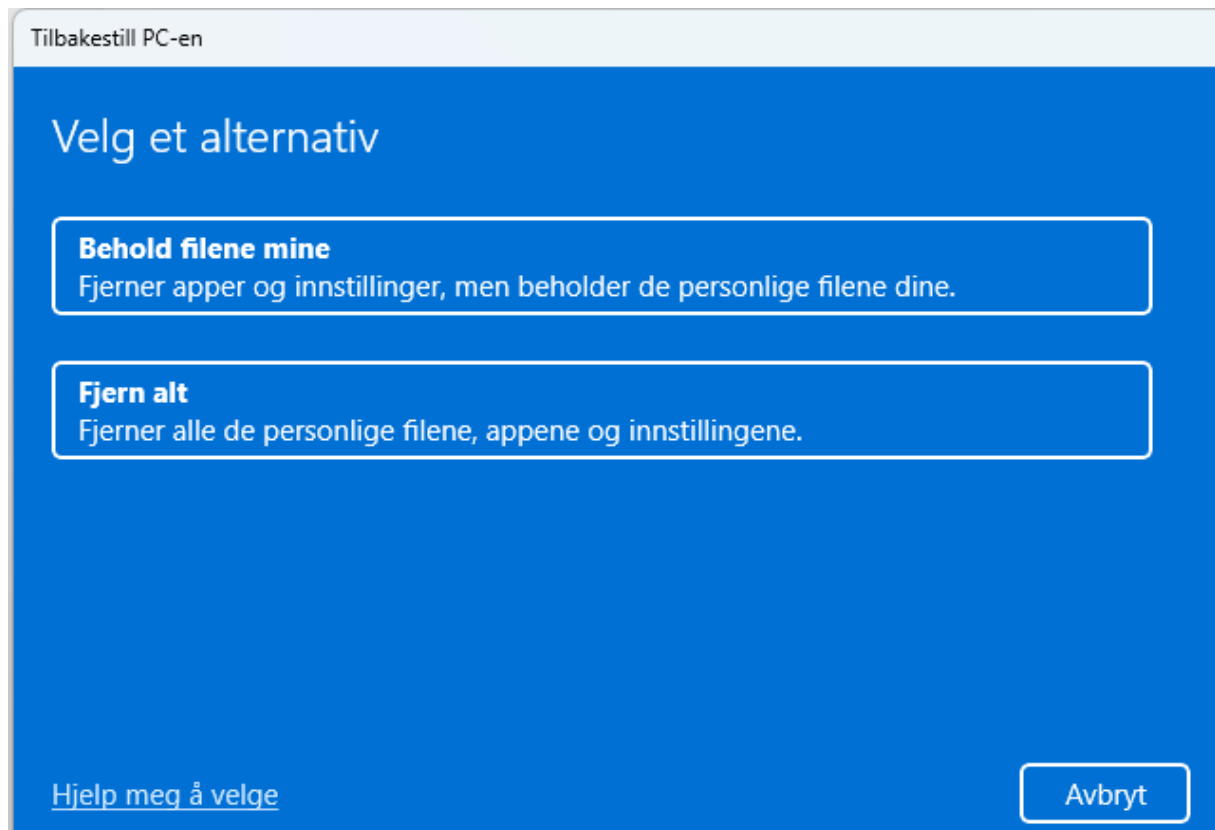 Tilbakestill PC-en
Velg et alternativ
Behold filene mine
Fjerner apper og innstillinger, men beholder de personlige filene dine.
Fjern alt
Fjerner alle de personlige filene, appene og innstillingene.
Hjelp meg å velge
Avbryt